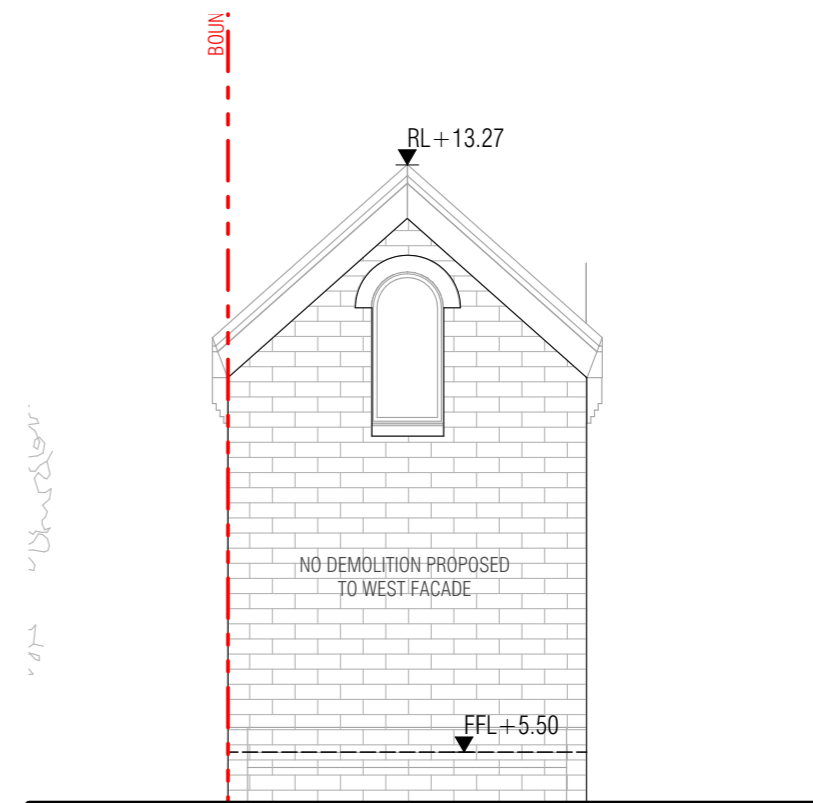 BOUN
RL+13.27
NO DEMOLITION PROPOSED
TO WEST FACADE
FFL+5.50